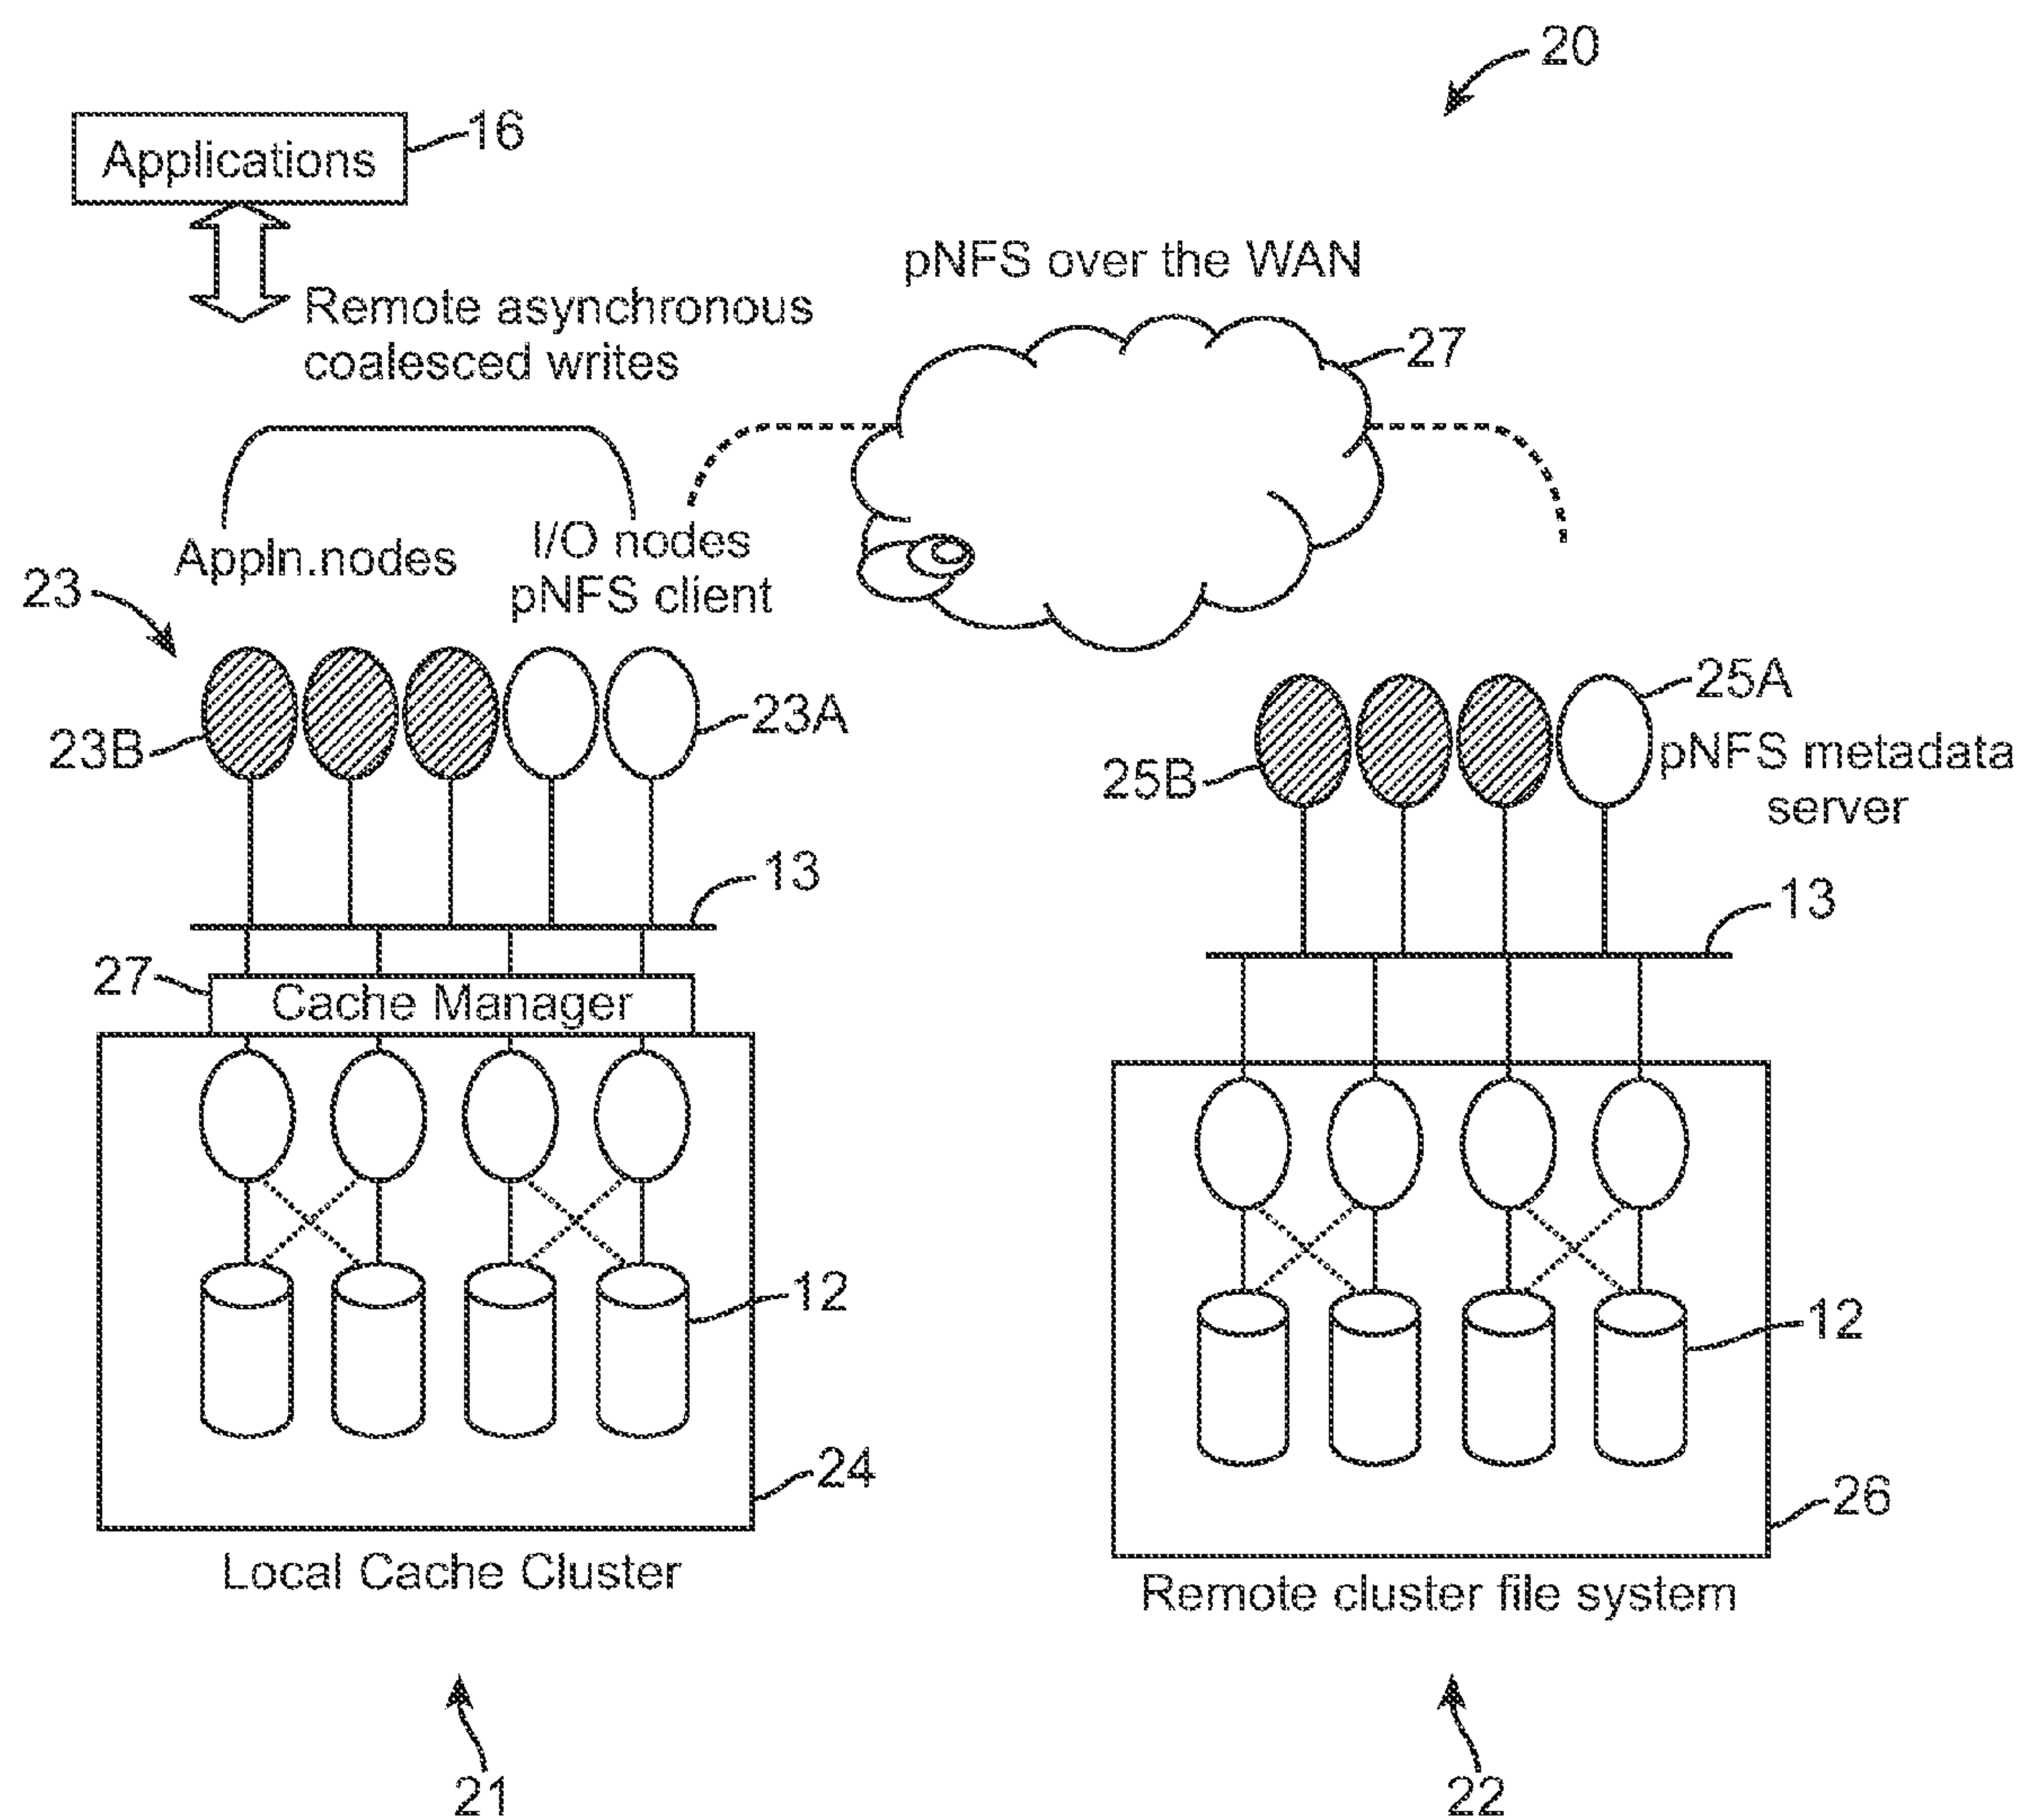 20
Applications
16
pNFS over the WAN
Remote asynchronous
coalesced writes
27
Appln.nodes
I/O nodes
pNFS client
23
23A
23B
25A
pNFS metadata
server
25B
13
13
27
Cache Manager
12
12
24
26
Local Cache Cluster
Remote cluster file system
21
22